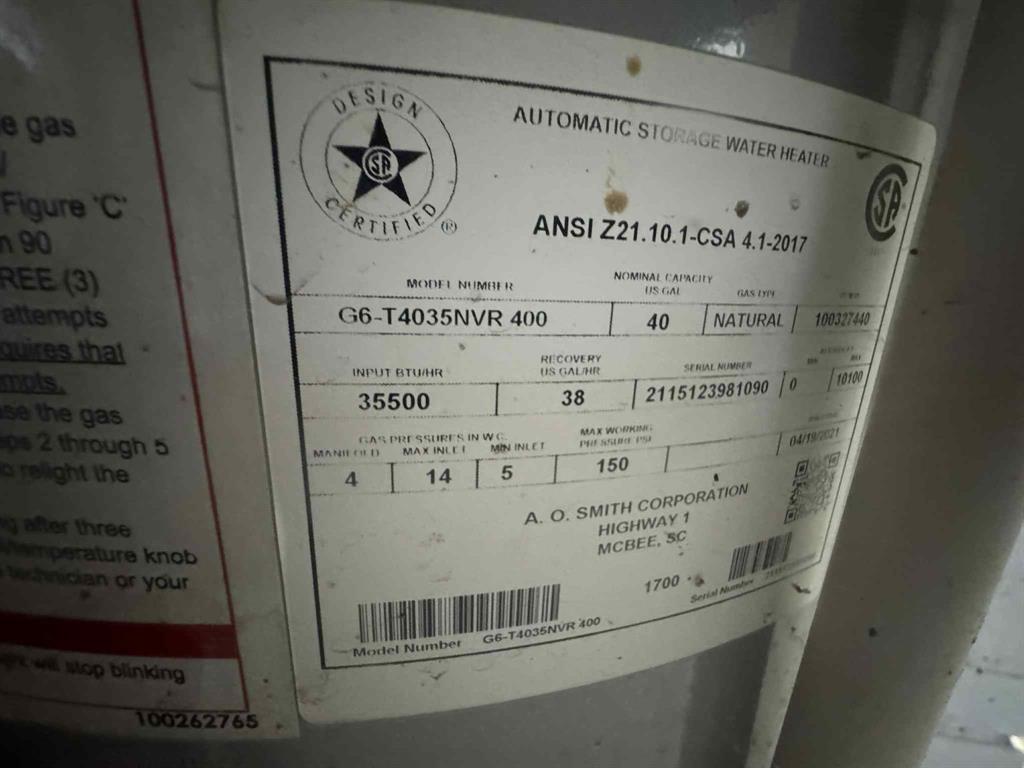 e gas
Figure 'C'
n 90
REE (3)
attempts
quires that
mpts.
se the gas
ps 2 through 5
o relight the
g after three
temperature knob
technician or your
will stop blinking
100262765
DESIGN
CERTIFIED
®
AUTOMATIC STORAGE WATER HEATER
ANSI Z21.10.1-CSA 4.1-2017
MODEL NUMBER
NOMINAL CAPACITY
US GAL
GAS TYPE
G6-T4035NVR 400
40
NATURAL
100327440
INPUT BTU/HR
RECOVERY
US GAL/HR
SERIAL NUMBER
MIN
MAX
35500
38
2115123981090
0
10100
GAS PRESSURES IN W.C.
MANIFOLD
MAX INLET
MIN INLET
MAX WORKING
PRESSURE PSI
4
14
5
150
04/19/2021
A. O. SMITH CORPORATION
HIGHWAY 1
MCBEE, SC
1700
Model Number G6-T4035NVR 400
Serial Number